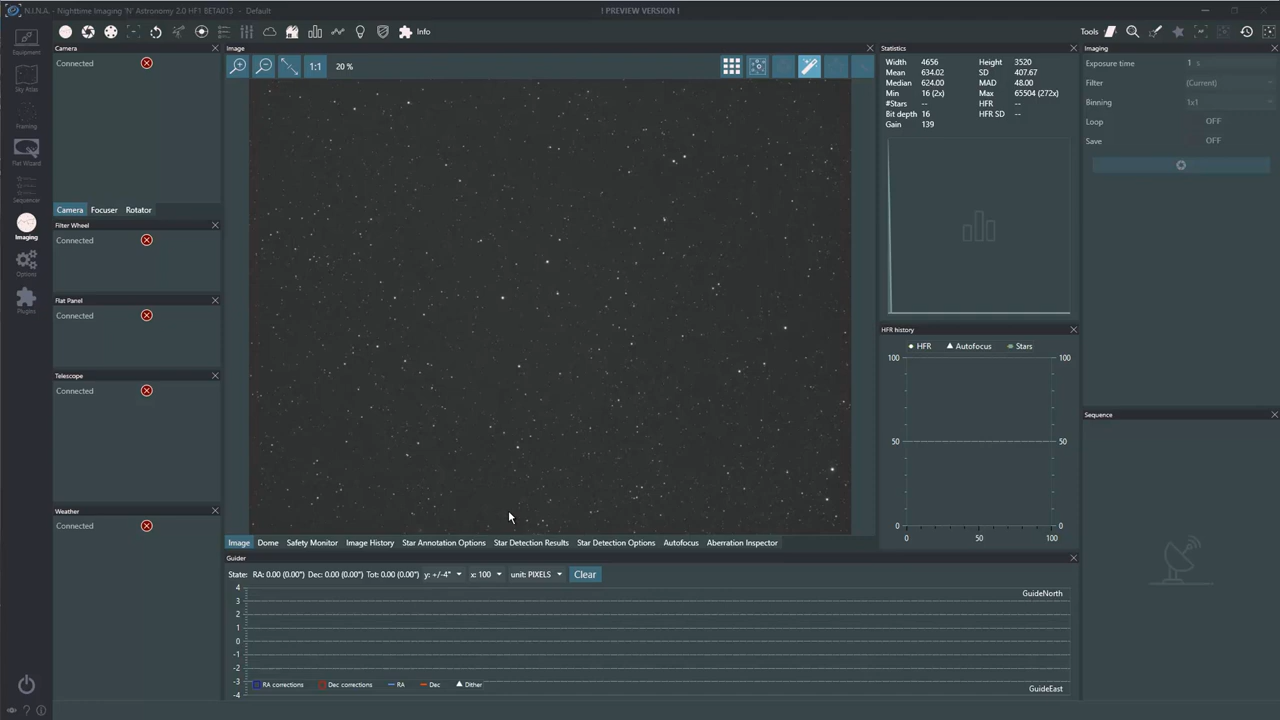 N.I.N.A. - Nighttime Imaging 'N' Astronomy 2.0 HF1 BETA013 - Default
! PREVIEW VERSION !
Info
Tools
Equipment
Sky Atlas
Framing
Flat Wizard
Sequencer
Imaging
Options
Plugins
Camera
Connected
Camera
Focuser
Rotator
Filter Wheel
Connected
Flat Panel
Connected
Telescope
Connected
Weather
Connected
Image
1:1
20 %
Image
Dome
Safety Monitor
Image History
Star Annotation Options
Star Detection Results
Star Detection Options
Autofocus
Aberration Inspector
Guider
State: RA: 0.00 (0.00") Dec: 0.00 (0.00") Tot: 0.00 (0.00") y: +/-4" x: 100 unit: PIXELS Clear
4
3
2
1
0
-1
-2
-3
-4
GuideNorth
GuideEast
RA corrections
Dec corrections
RA
Dec
Dither
Statistics
Width 4656 Height 3520
Mean 634.02 SD 407.67
Median 624.00 MAD 48.00
Min 16 (2x) Max 65504 (272x)
#Stars -- HFR --
Bit depth 16 HFR SD --
Gain 139
HFR history
HFR Autofocus Stars
100 100
50 50
0 0
0 50 100
Imaging
Exposure time 1 s
Filter (Current)
Binning 1x1
Loop OFF
Save OFF
Sequence